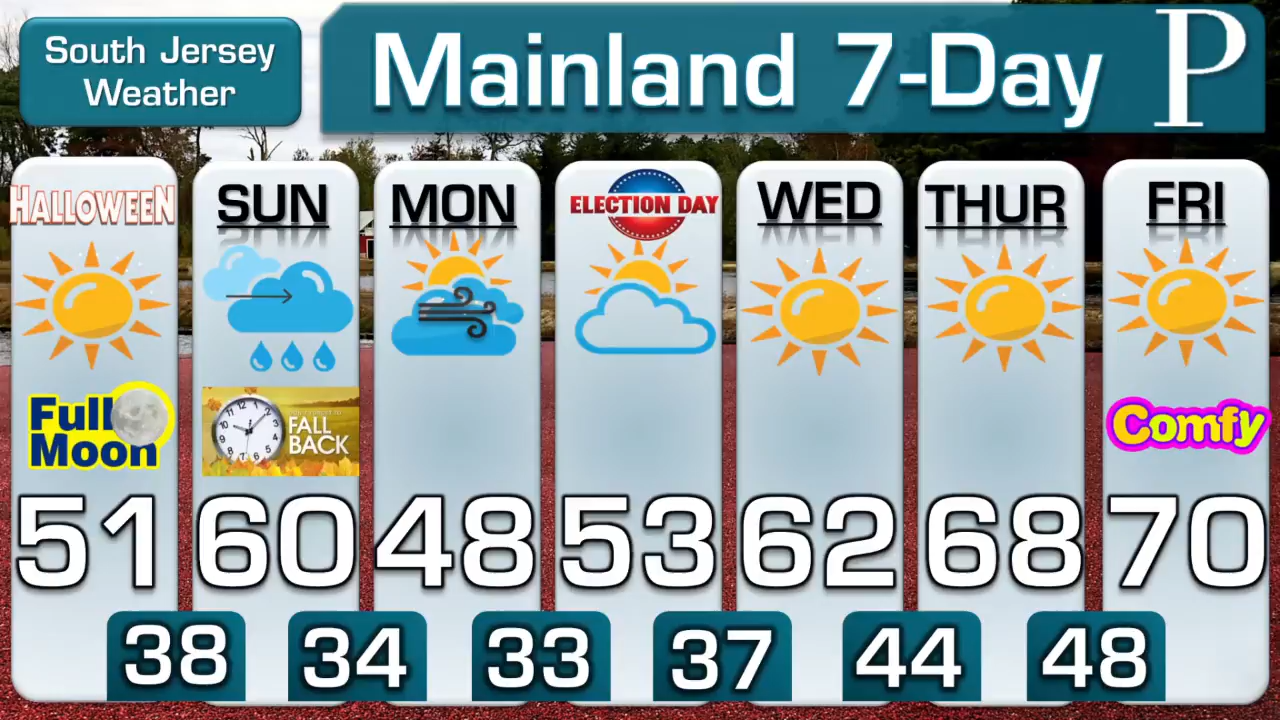 South Jersey
Weather
Mainland 7-Day
P
HALLOWEEN
SUN
MON
ELECTION DAY
WED
THUR
FRI
Full
Moon
FALL
BACK
Comfy
51
60
48
53
62
68
70
38
34
33
37
44
48